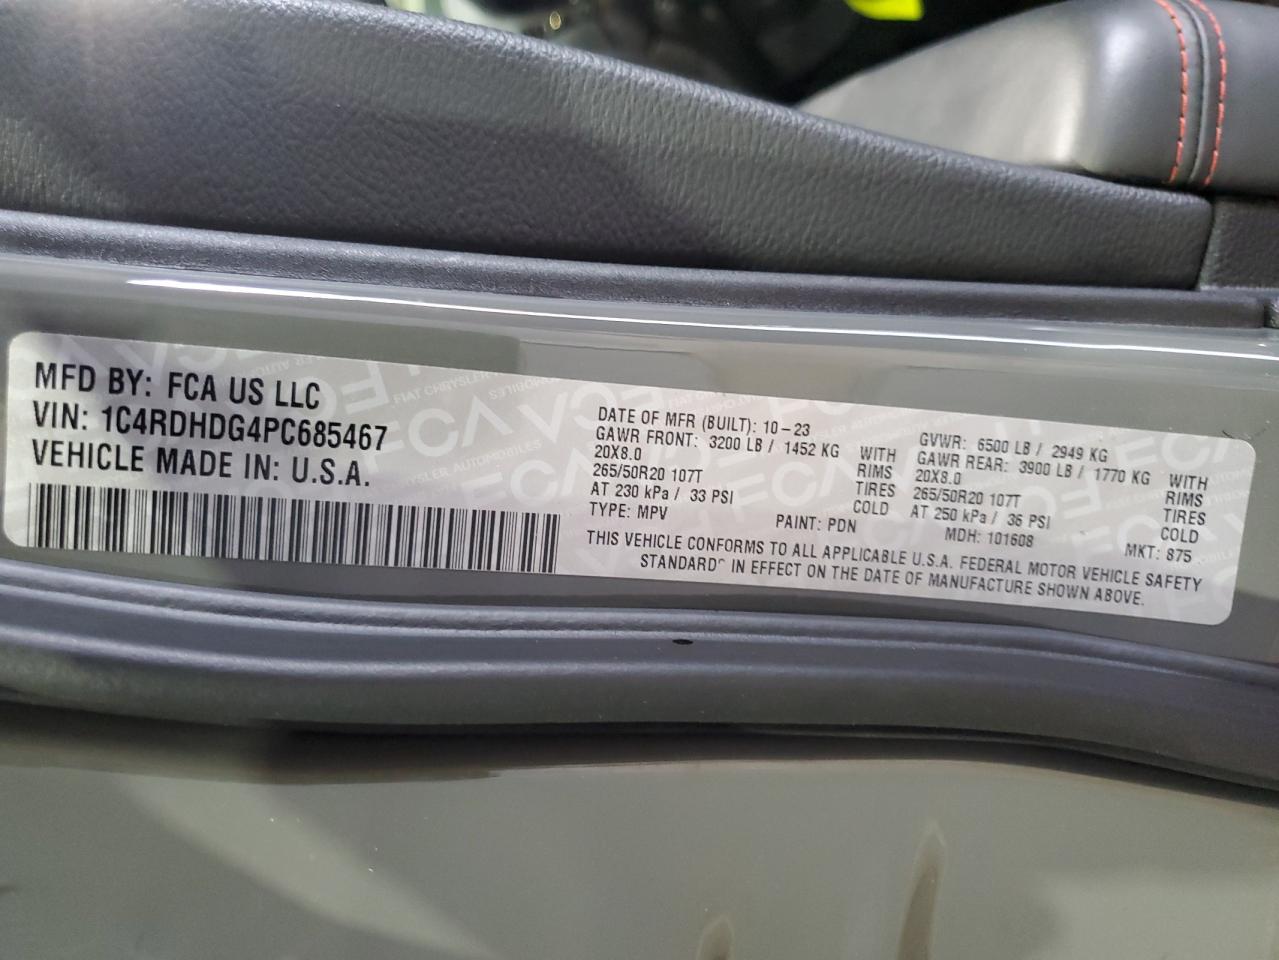 MFD BY: FCA US LLC
VIN: 1C4RDHDG4PC685467
VEHICLE MADE IN: U.S.A.
DATE OF MFR (BUILT): 10-23
GAWR FRONT: 3200 LB / 1452 KG WITH
20X8.0 RIMS
265/50R20 107T TIRES
AT 230 kPa / 33 PSI COLD
TYPE: MPV PAINT: PDN
GVWR: 6500 LB / 2949 KG
GAWR REAR: 3900 LB / 1770 KG WITH
20X8.0 RIMS
265/50R20 107T TIRES
AT 250 kPa / 36 PSI COLD
MDH: 101608 MKT: 875
THIS VEHICLE CONFORMS TO ALL APPLICABLE U.S.A. FEDERAL MOTOR VEHICLE SAFETY
IN EFFECT ON THE DATE OF MANUFACTURE SHOWN ABOVE.